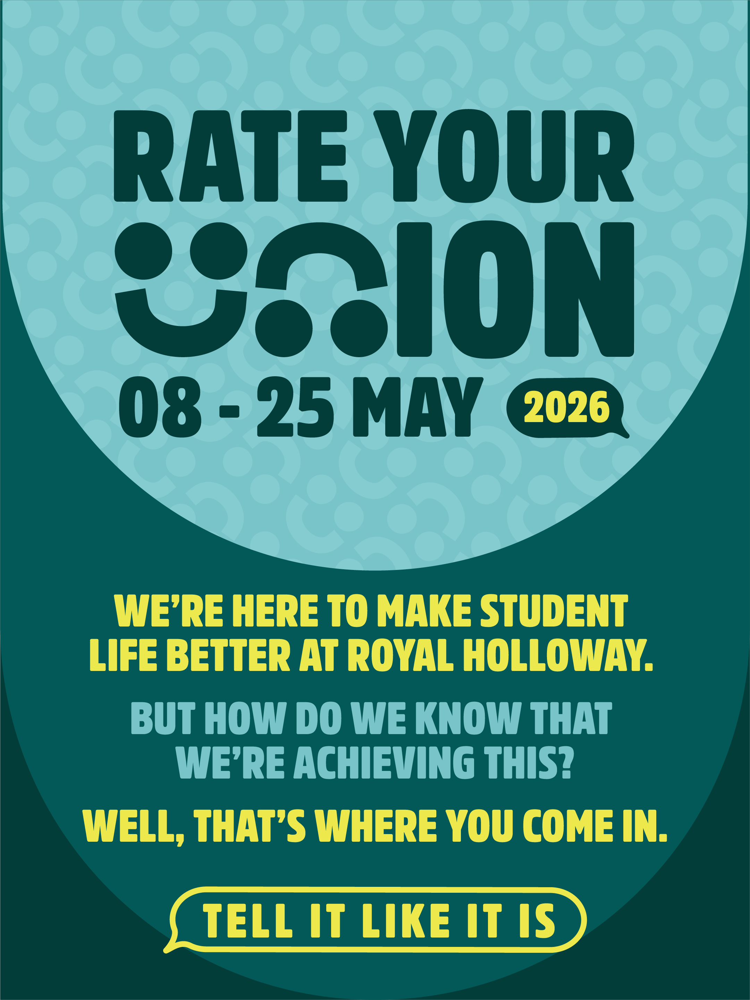 RATE YOUR
UNION
08 - 25 MAY 2026
WE'RE HERE TO MAKE STUDENT
LIFE BETTER AT ROYAL HOLLOWAY.
BUT HOW DO WE KNOW THAT
WE'RE ACHIEVING THIS?
WELL, THAT'S WHERE YOU COME IN.
TELL IT LIKE IT IS